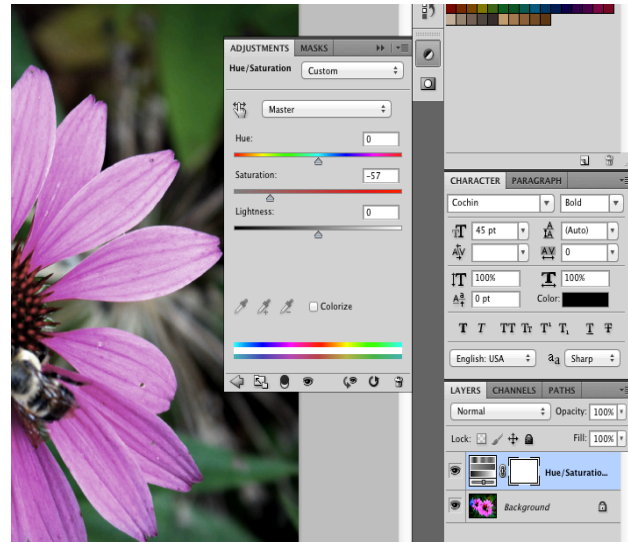 ADJUSTMENTS MASKS
Hue/Saturation Custom
Master
Hue: 0
Saturation: -57
Lightness: 0
Colorize
CHARACTER PARAGRAPH
Cochin Bold
45 pt (Auto)
0
100% 100%
0 pt Color:
T T TT Tr T¹ T, T T
English: USA aa Sharp
LAYERS CHANNELS PATHS
Normal Opacity: 100%
Lock: Fill: 100%
Hue/Saturatio...
Background